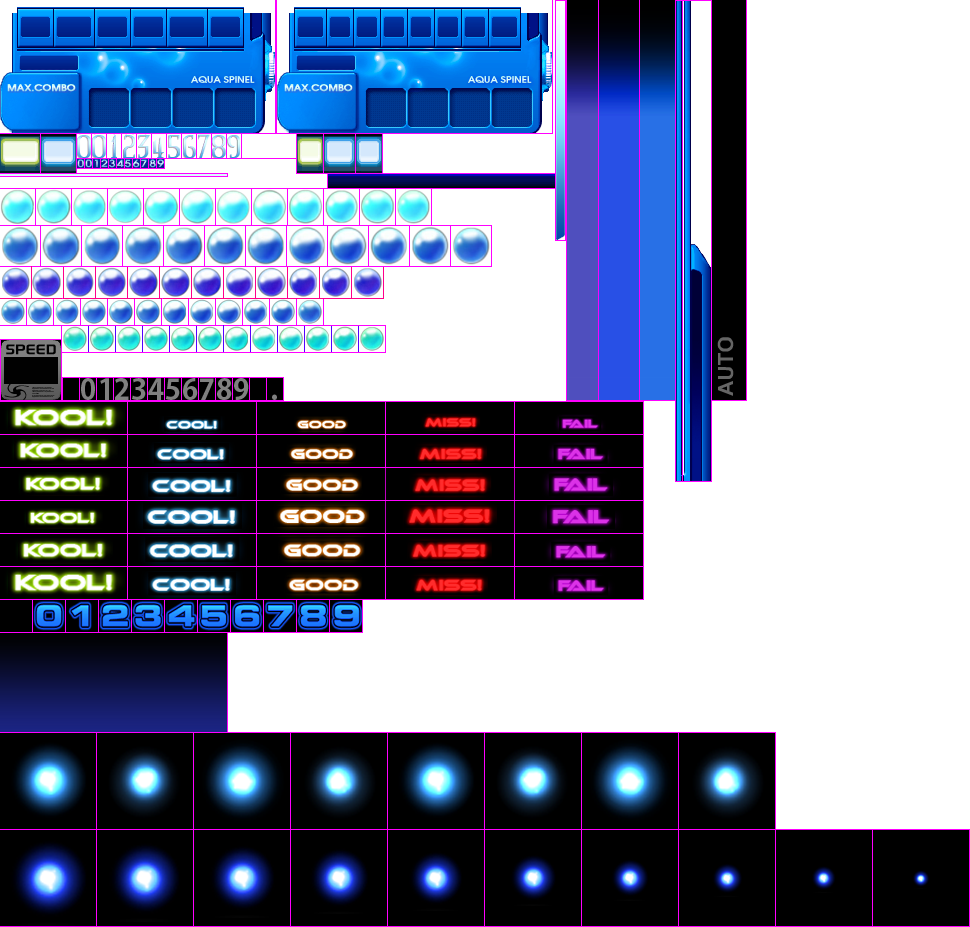 AQUA SPINEL AQUA SPINEL
MAX.COMBO MAX.COMBO
00123456789
00123456789
SPEED
AUTO
0123456789 .
KOOL! COOL! GOOD MISS! FAIL
KOOL! COOL! GOOD MISS! FAIL
KOOL! COOL! GOOD MISS! FAIL
KOOL! COOL! GOOD MISS! FAIL
KOOL! COOL! GOOD MISS! FAIL
KOOL! COOL! GOOD MISS! FAIL
0123456789